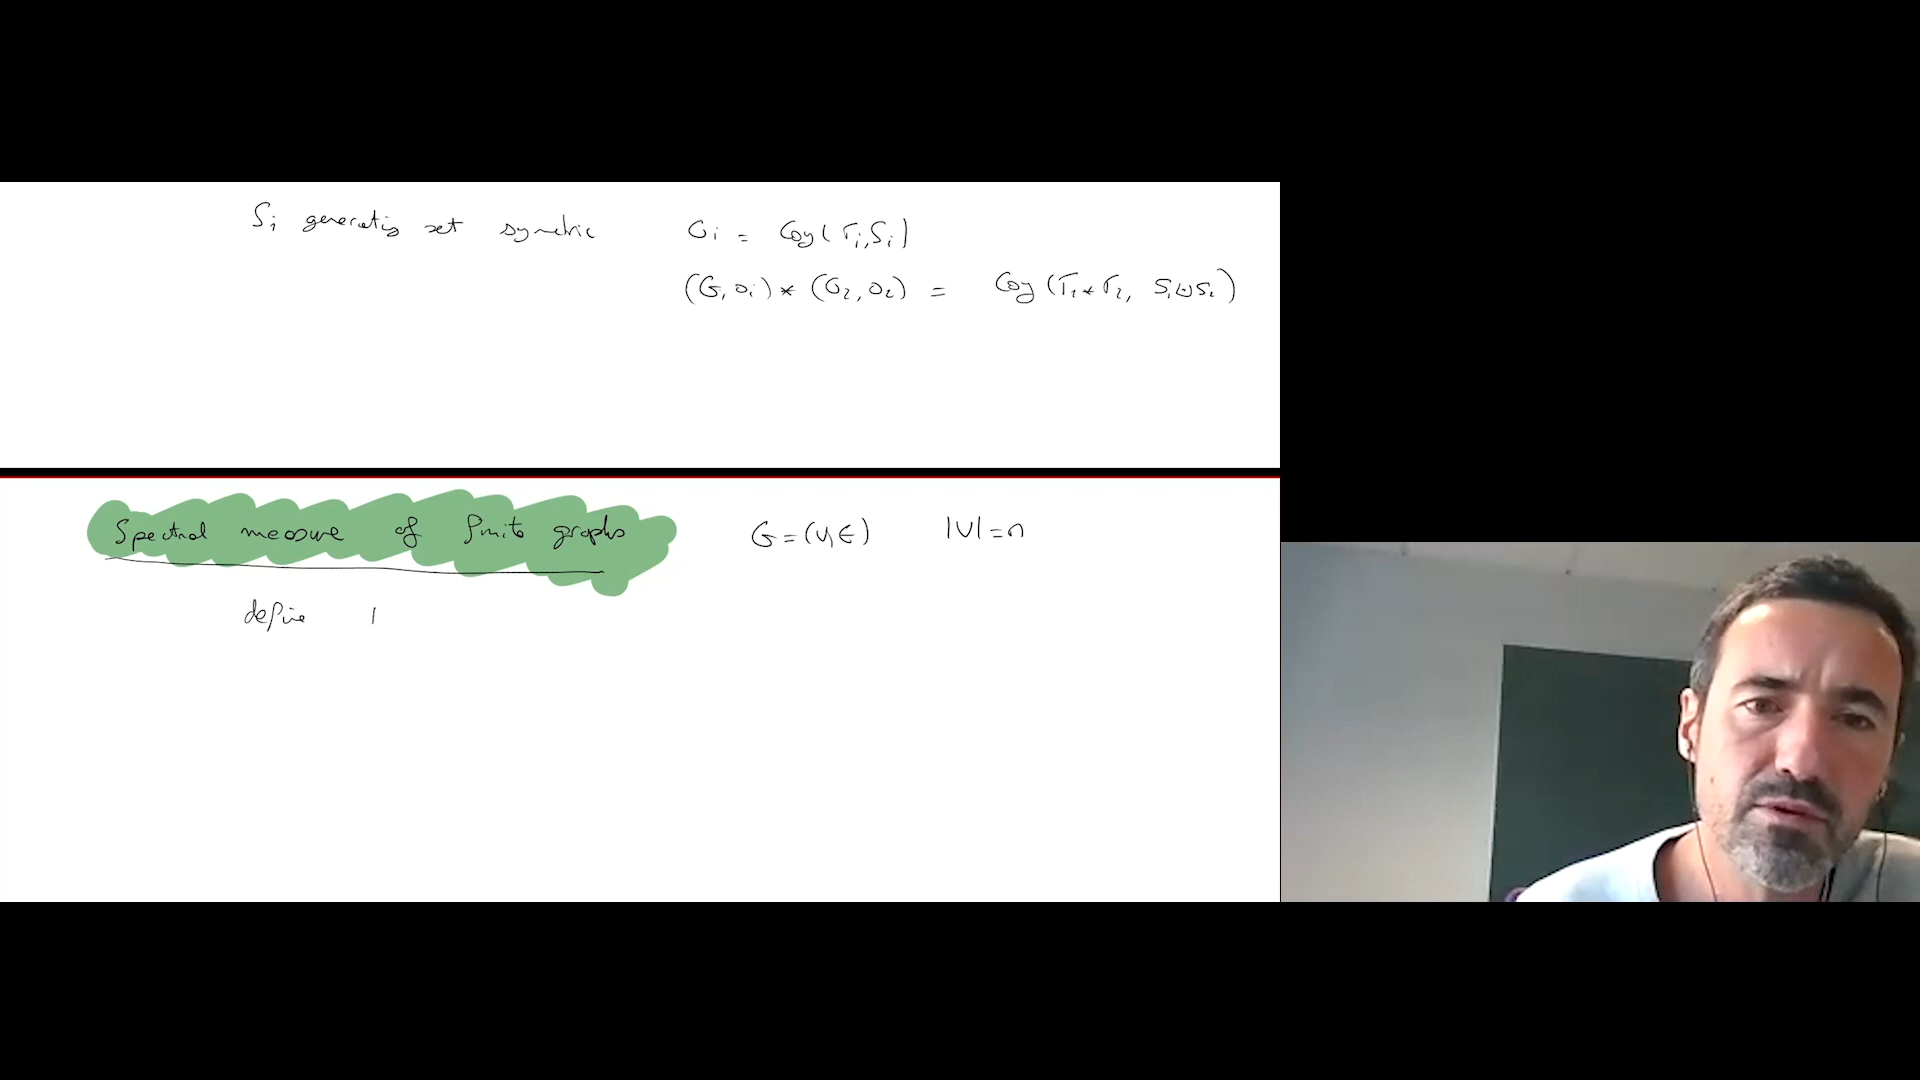 Si generating set symetric Gi = Cay(Γi,Si)
(G1,o1) * (G2,o2) = Cay(Γ1*Γ2, S1⊔S2)
Spectral measure of finite graphs G=(V,E) |V|=n
define